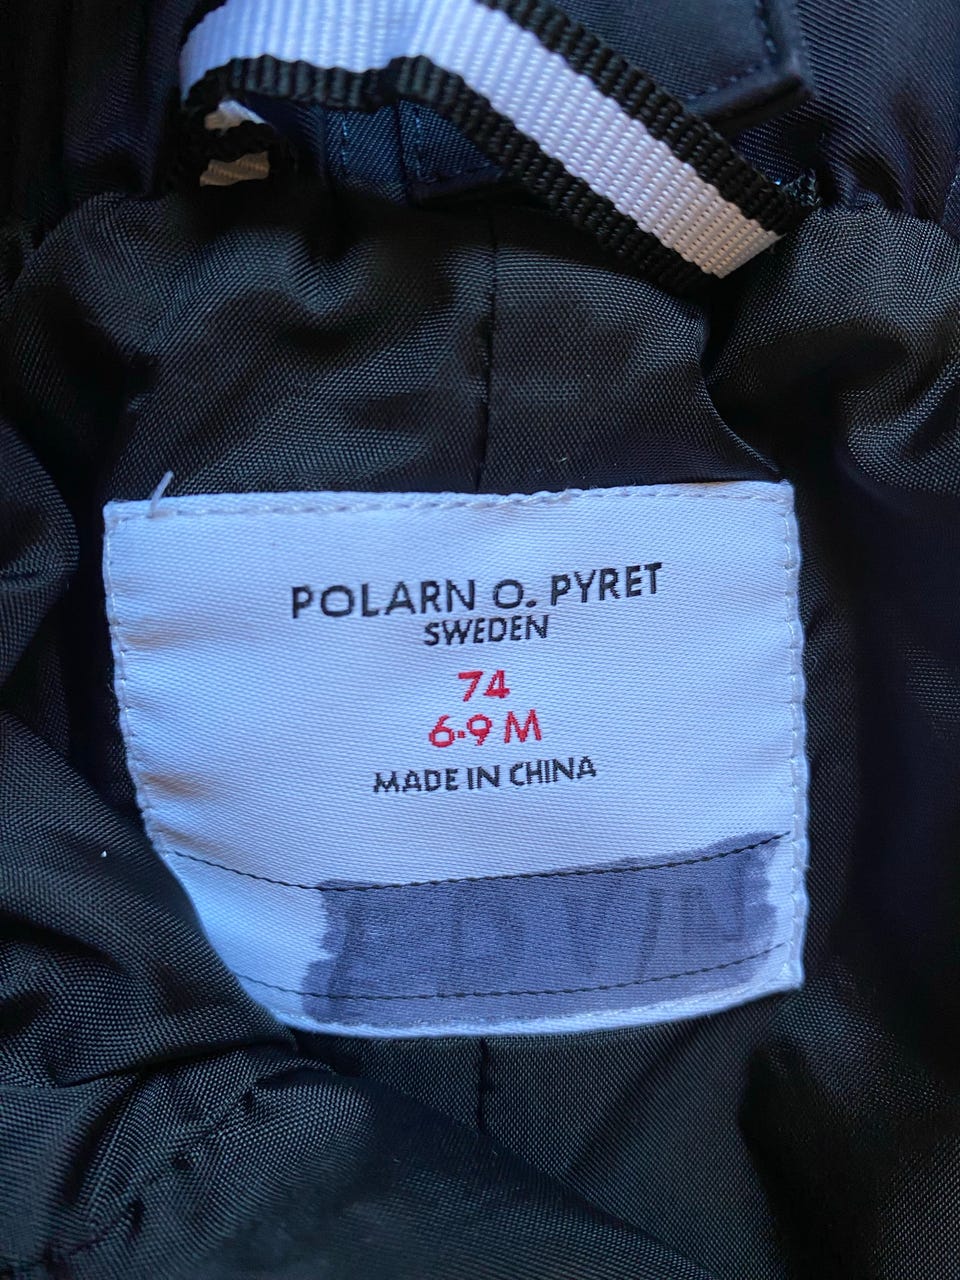 POLARN O. PYRET
SWEDEN
74
6-9 M
MADE IN CHINA